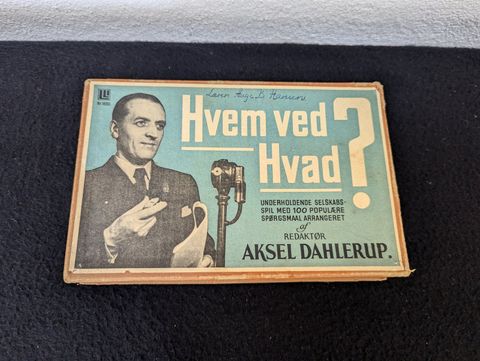 Hvem ved
Hvad?
UNDERHOLDENDE SELSKABS-
SPIL MED 100 POPULÆRE
SPØRGSMAAL ARRANGERET
af
REDAKTØR
AKSEL DAHLERUP.